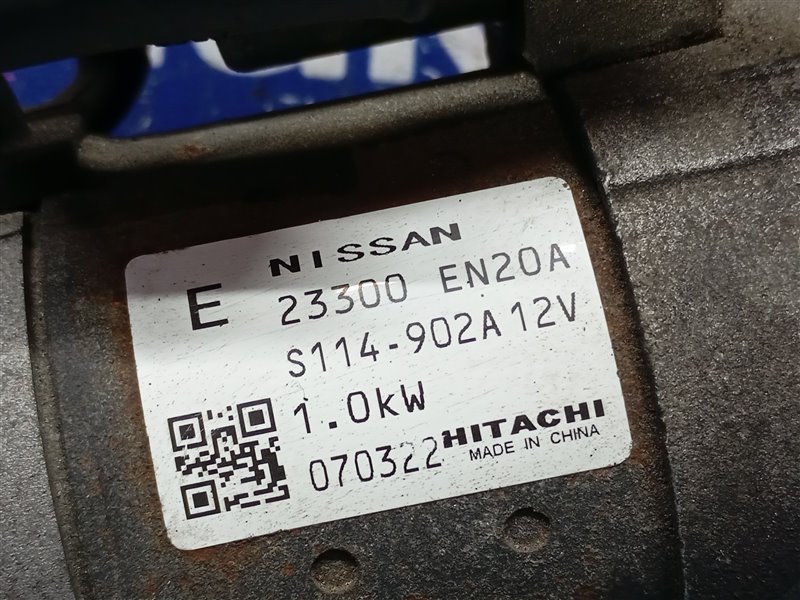 NISSAN
E 23300 EN20A
S114-902A 12V
1.0kW
070322 HITACHI
MADE IN CHINA